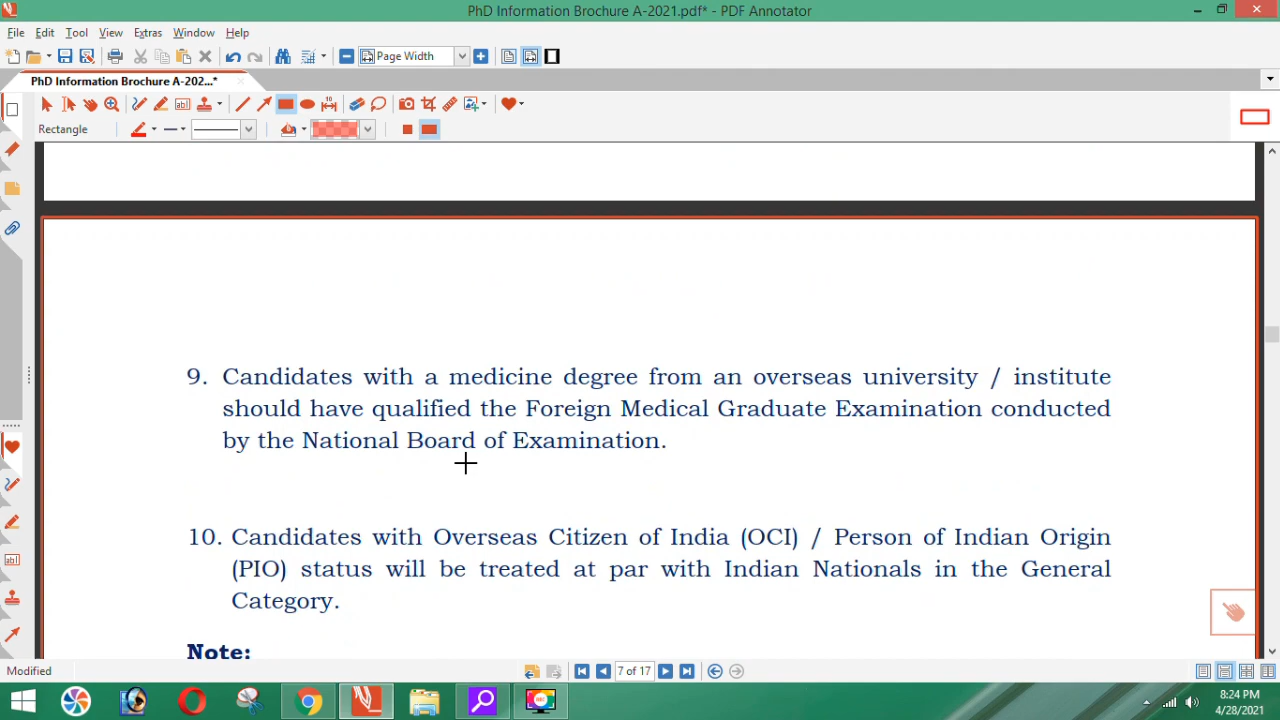 PhD Information Brochure A-2021.pdf* - PDF Annotator
File Edit Tool View Extras Window Help
Page Width
PhD Information Brochure A-202...*
Rectangle
9. Candidates with a medicine degree from an overseas university / institute
should have qualified the Foreign Medical Graduate Examination conducted
by the National Board of Examination.
10. Candidates with Overseas Citizen of India (OCI) / Person of Indian Origin
(PIO) status will be treated at par with Indian Nationals in the General
Category.
Note:
Modified
7 of 17
8:24 PM
4/28/2021